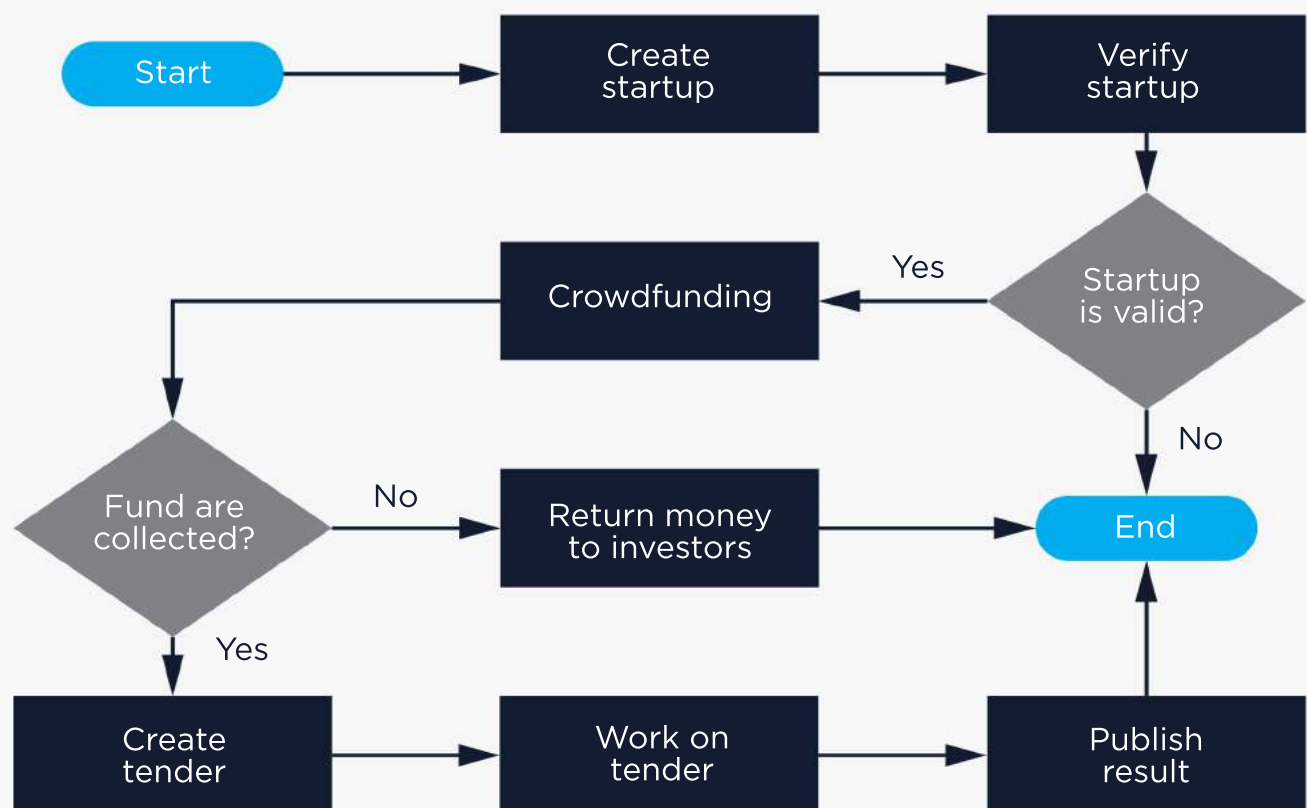 Start
Create
startup
Verify
startup
Startup
is valid?
Yes
Crowdfunding
No
Fund are
collected?
No
Return money
to investors
End
Yes
Create
tender
Work on
tender
Publish
result